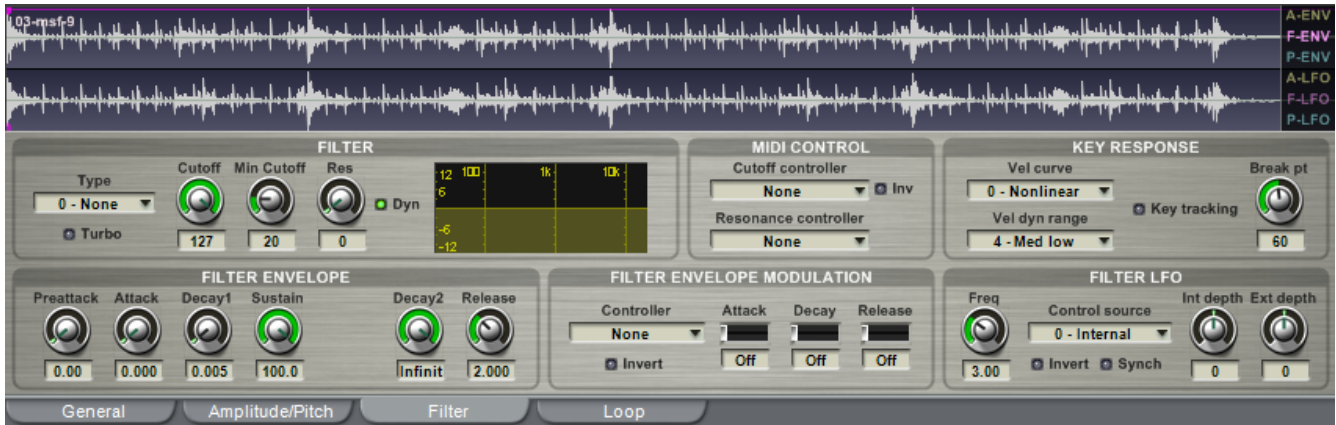 03-msf-9
A-ENV
F-ENV
P-ENV
A-LFO
F-LFO
P-LFO
FILTER
Type
0 - None
Turbo
Cutoff
127
Min Cutoff
20
Res
0
Dyn
12
6
-6
-12
100
1k
10k
MIDI CONTROL
Cutoff controller
None
Inv
Resonance controller
None
KEY RESPONSE
Vel curve
0 - Nonlinear
Vel dyn range
4 - Med low
Key tracking
Break pt
60
FILTER ENVELOPE
Preattack
0.00
Attack
0.000
Decay1
0.005
Sustain
100.0
Decay2
Infinit
Release
2.000
FILTER ENVELOPE MODULATION
Controller
None
Invert
Attack
Off
Decay
Off
Release
Off
FILTER LFO
Freq
3.00
Control source
0 - Internal
Invert
Synch
Int depth
0
Ext depth
0
General
Amplitude/Pitch
Filter
Loop